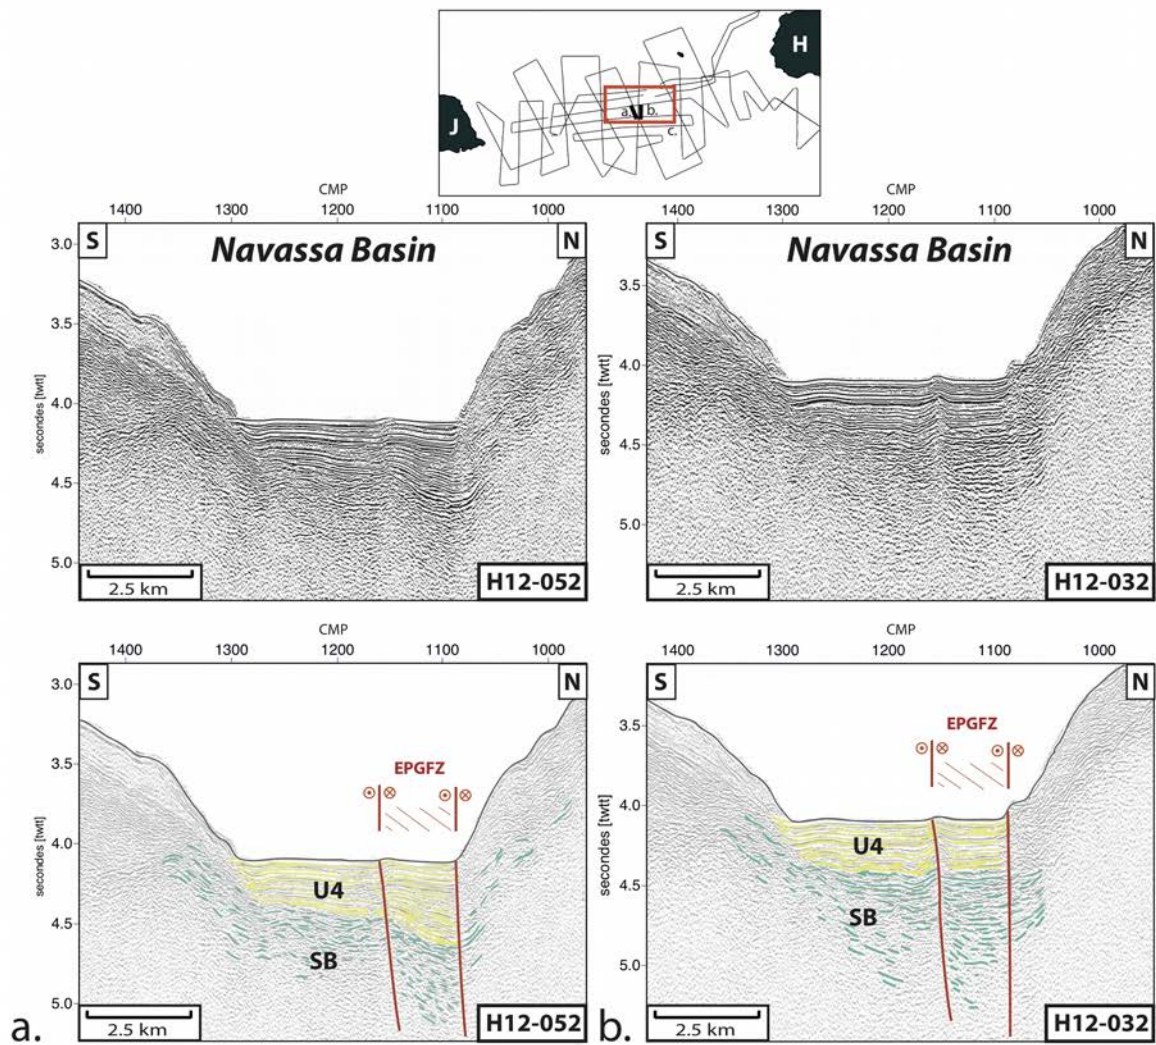 H
J
a.
b.
c.
CMP
1400 1300 1200 1100 1000
CMP
1400 1300 1200 1100 1000
S
Navassa Basin
N
S
Navassa Basin
N
3.0
3.5
4.0
4.5
5.0
secondes [twtt]
3.5
4.0
4.5
5.0
secondes [twtt]
2.5 km
H12-052
2.5 km
H12-032
CMP
1400 1300 1200 1100 1000
CMP
1400 1300 1200 1100 1000
S
N
S
N
3.0
3.5
4.0
4.5
5.0
secondes [twtt]
EPGFZ
U4
SB
3.5
4.0
4.5
5.0
secondes [twtt]
EPGFZ
U4
SB
a.
2.5 km
H12-052
b.
2.5 km
H12-032